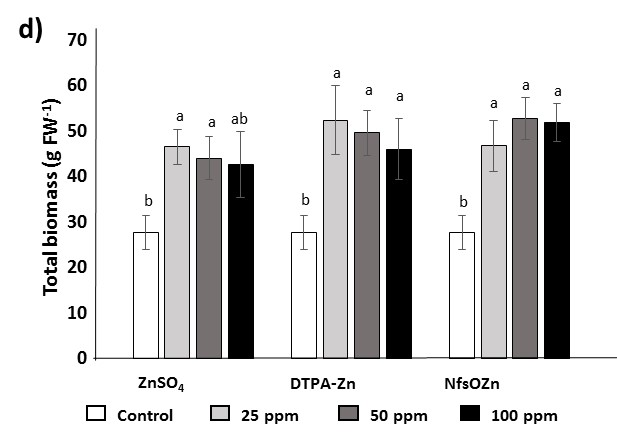 d)
70
60
50
40
30
20
10
0
Total biomass (g FW⁻¹)
b a a ab
b a a a
b a a a
ZnSO₄ DTPA-Zn NfsOZn
Control 25 ppm 50 ppm 100 ppm